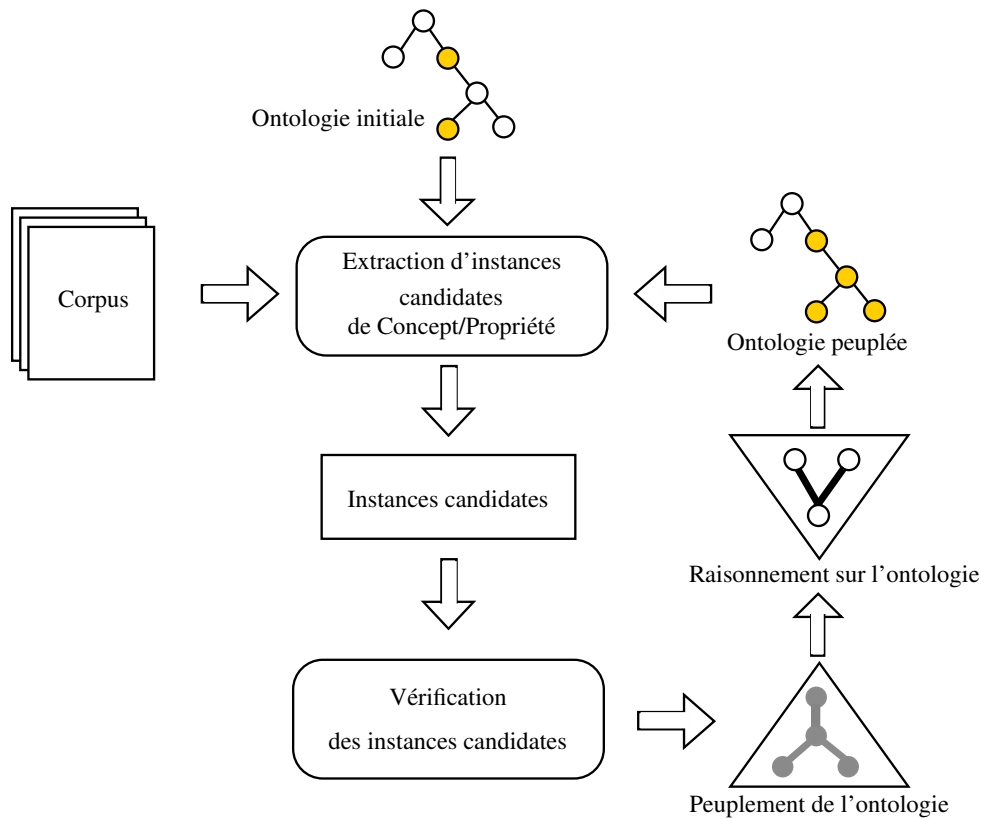 Ontologie initiale
Corpus
Extraction d'instances
candidates
de Concept/Propriété
Ontologie peuplée
Instances candidates
Raisonnement sur l'ontologie
Vérification
des instances candidates
Peuplement de l'ontologie